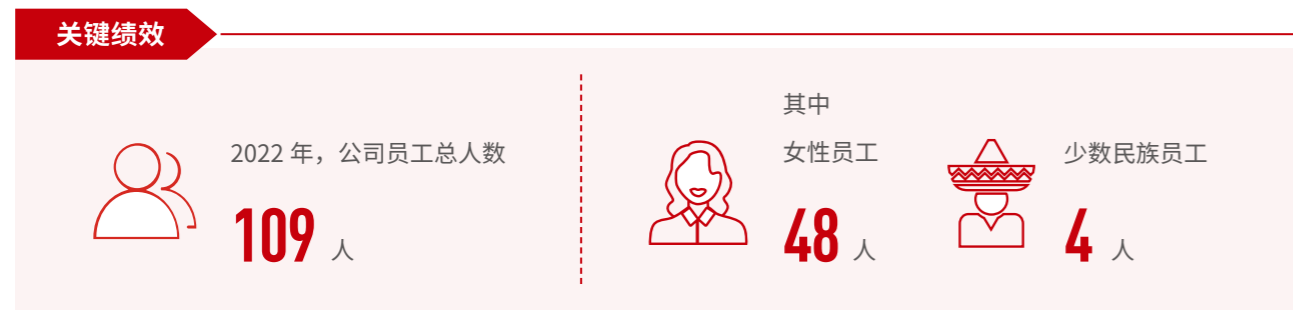 关键绩效
2022 年，公司员工总人数
109 人
其中
女性员工
48 人
少数民族员工
4 人